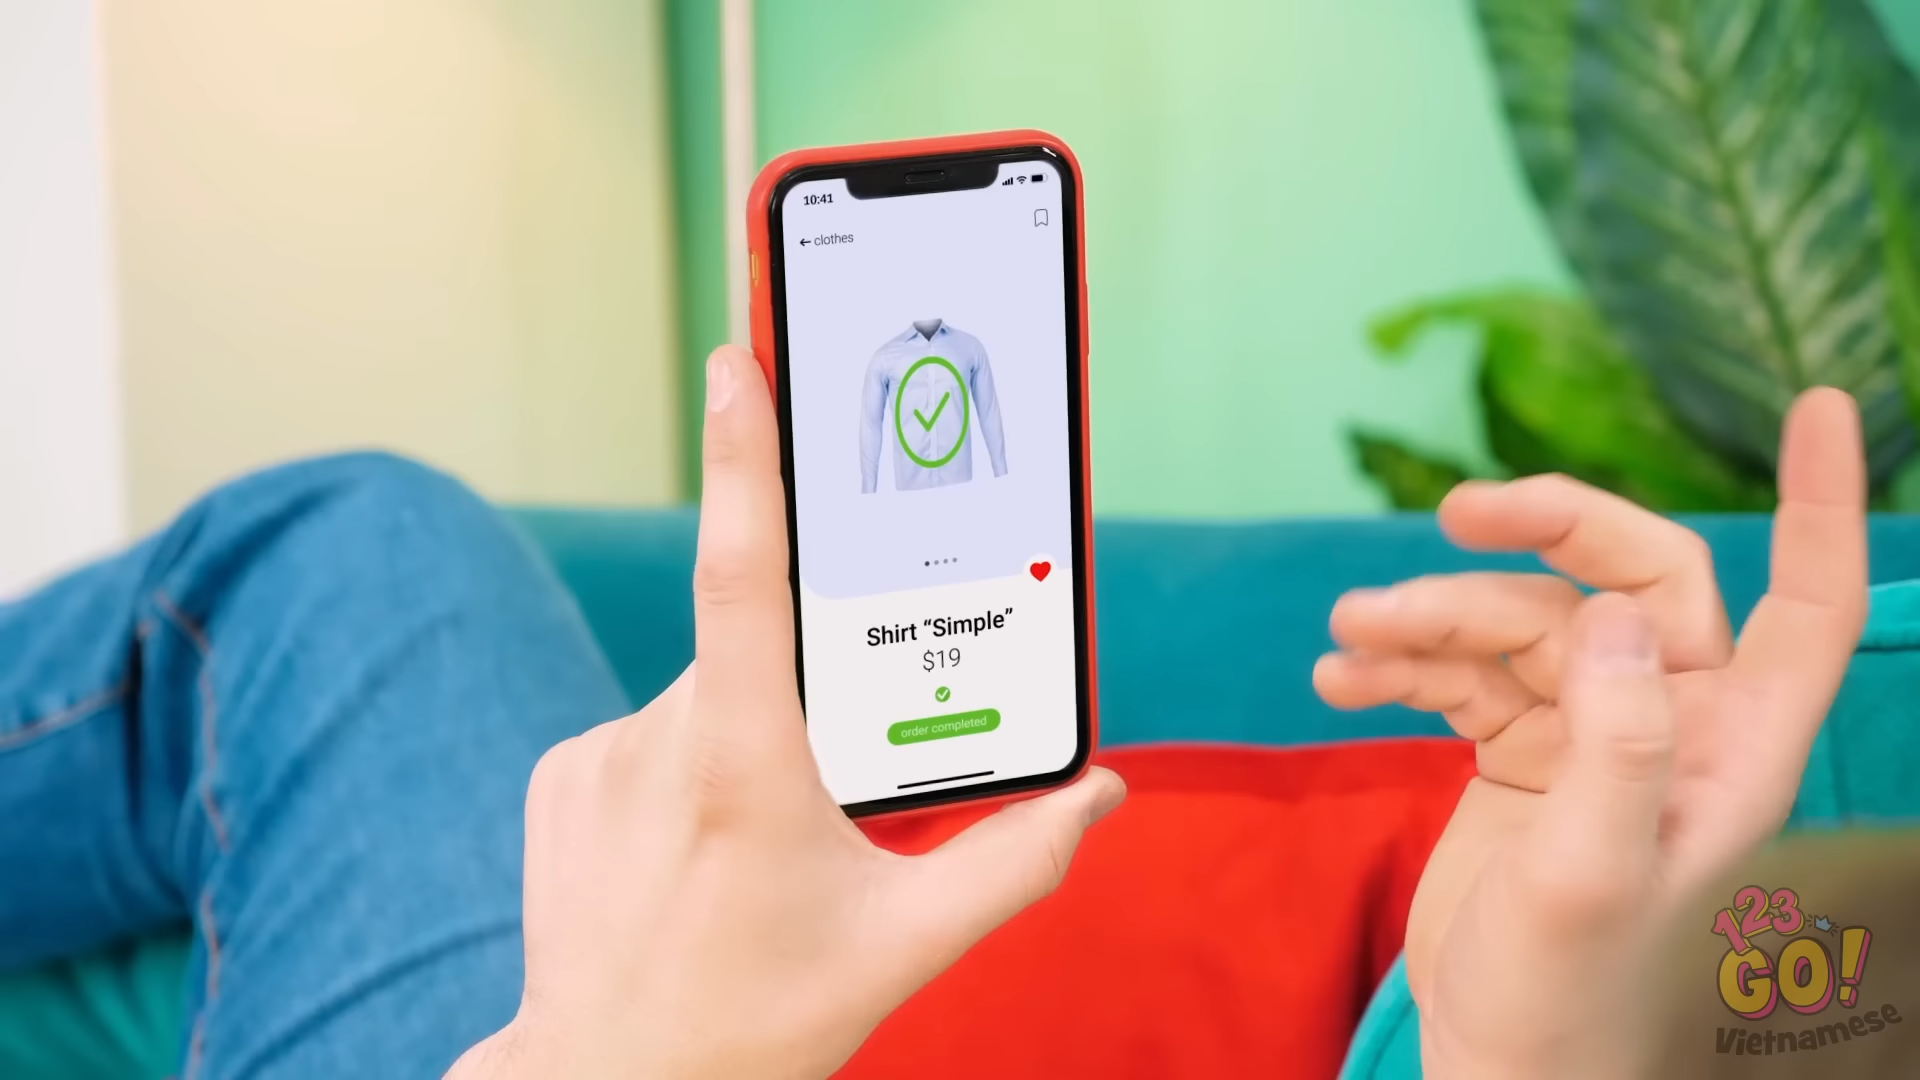 10:41
← clothes
Shirt “Simple”
$19
order completed
123
GO!
Vietnamese